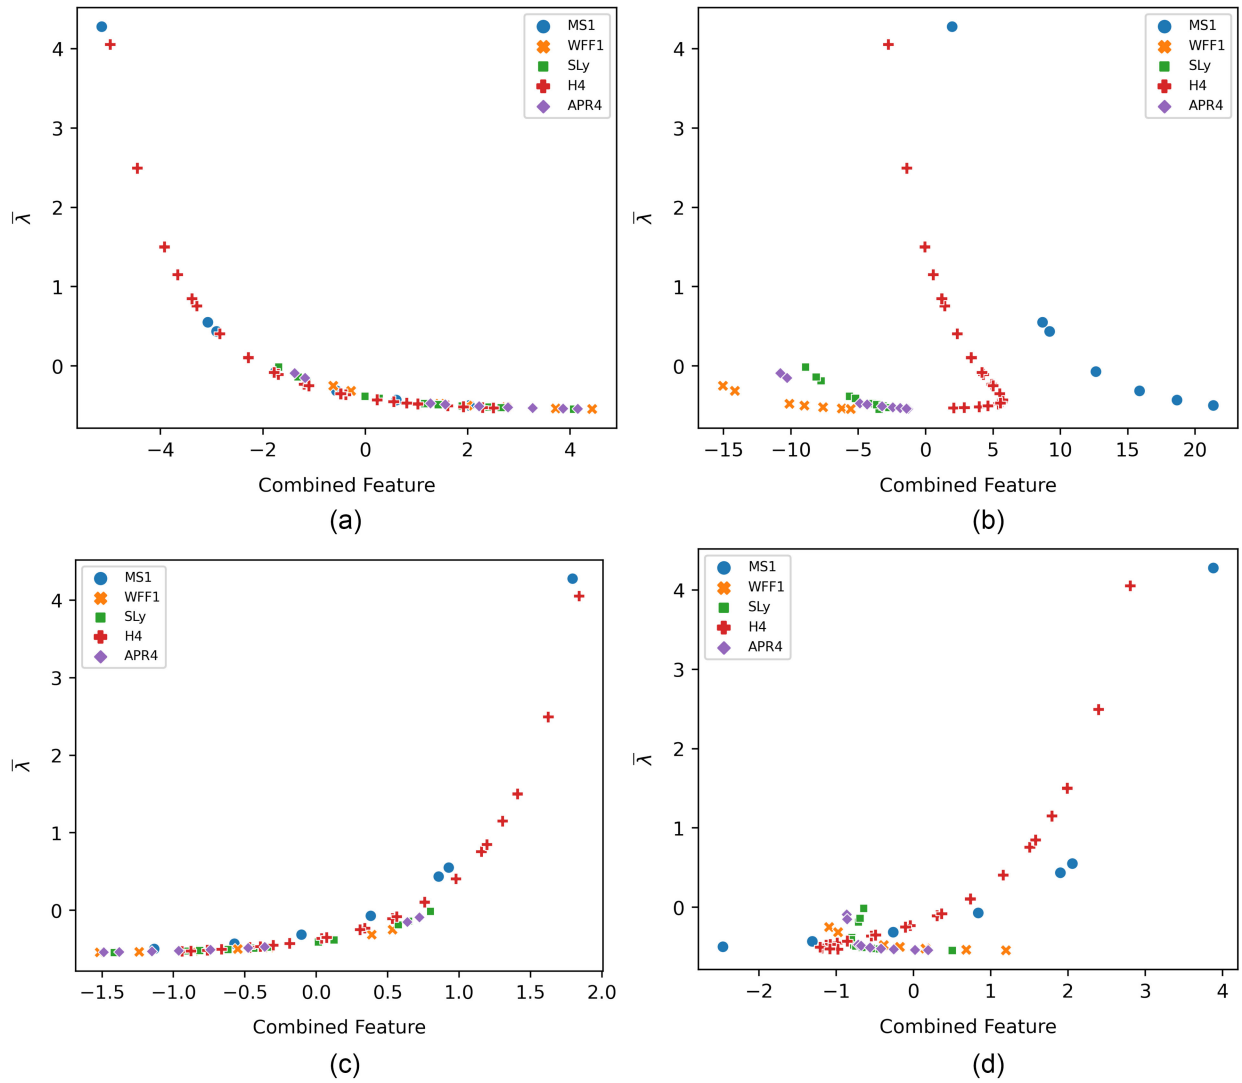 4
3
2
1
0
−4
−2
0
2
4
λ̅
Combined Feature
MS1
WFF1
SLy
H4
APR4
(a)
4
3
2
1
0
−15
−10
−5
0
5
10
15
20
λ̅
Combined Feature
MS1
WFF1
SLy
H4
APR4
(b)
4
3
2
1
0
−1.5
−1.0
−0.5
0.0
0.5
1.0
1.5
2.0
λ̅
Combined Feature
MS1
WFF1
SLy
H4
APR4
(c)
4
3
2
1
0
−2
−1
0
1
2
3
4
λ̅
Combined Feature
MS1
WFF1
SLy
H4
APR4
(d)